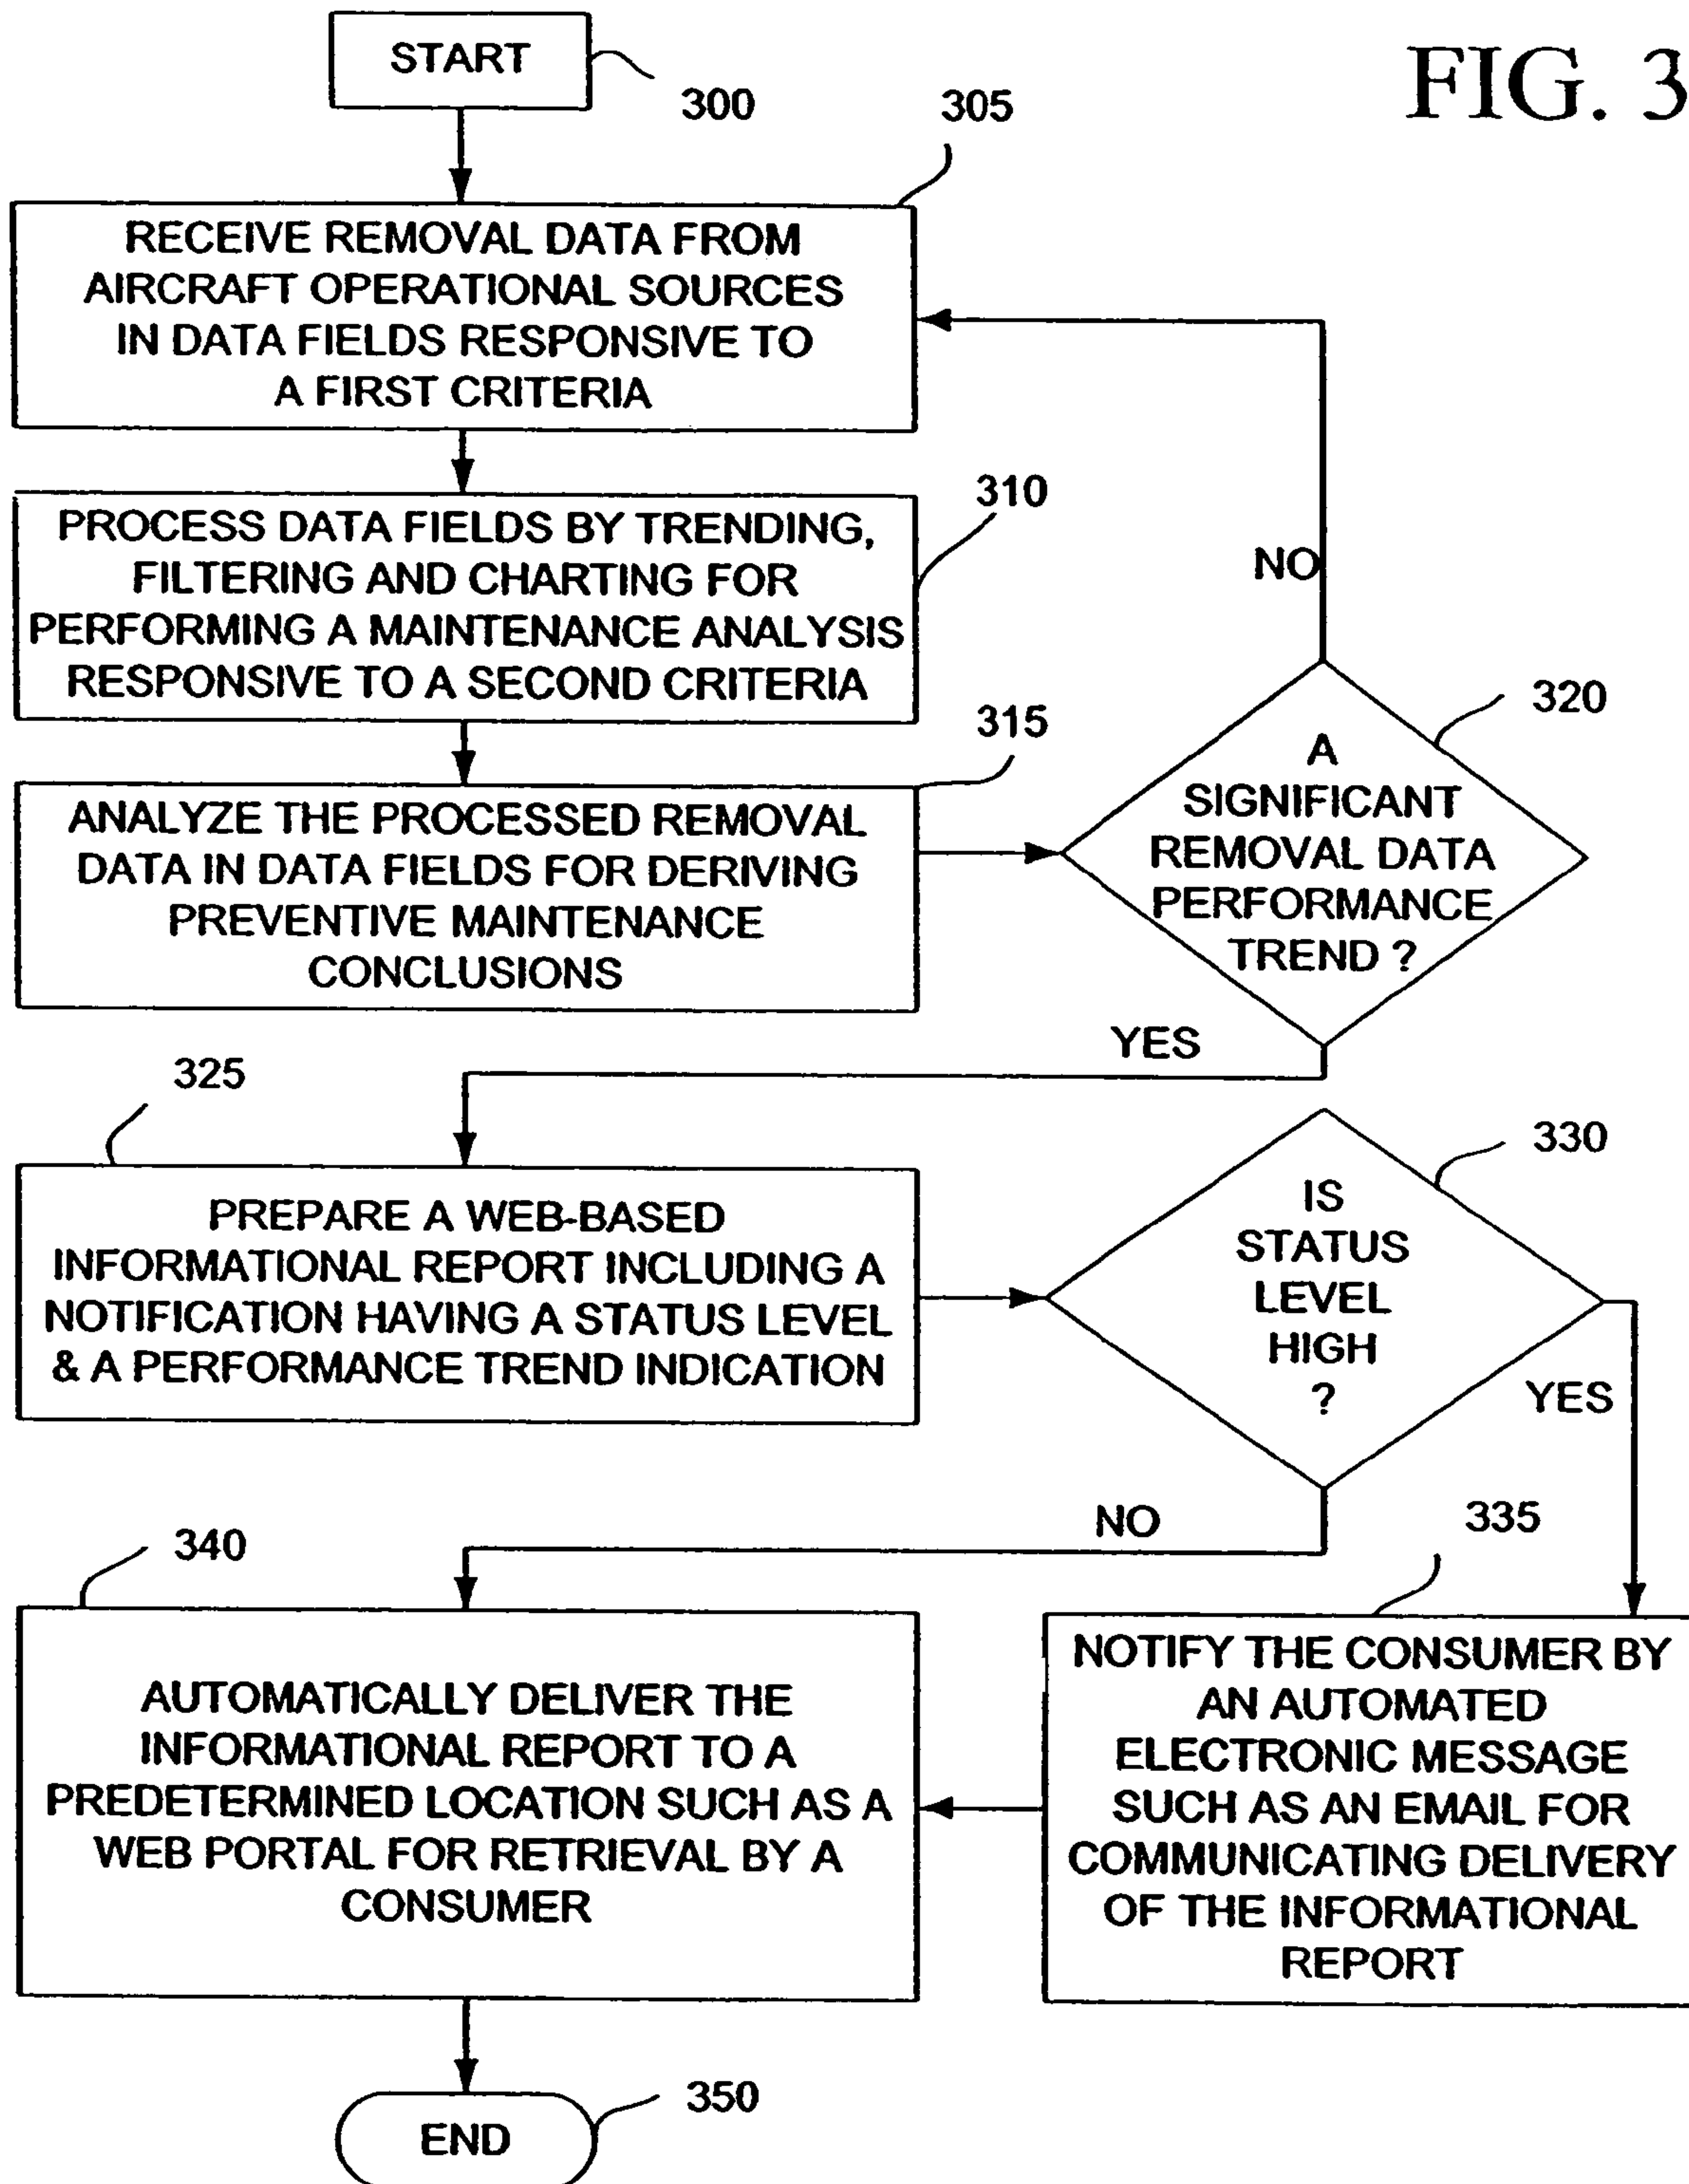 FIG. 3
START
300
305
RECEIVE REMOVAL DATA FROM
AIRCRAFT OPERATIONAL SOURCES
IN DATA FIELDS RESPONSIVE TO
A FIRST CRITERIA
310
PROCESS DATA FIELDS BY TRENDING,
FILTERING AND CHARTING FOR
PERFORMING A MAINTENANCE ANALYSIS
RESPONSIVE TO A SECOND CRITERIA
315
ANALYZE THE PROCESSED REMOVAL
DATA IN DATA FIELDS FOR DERIVING
PREVENTIVE MAINTENANCE
CONCLUSIONS
NO
320
A
SIGNIFICANT
REMOVAL DATA
PERFORMANCE
TREND ?
YES
325
PREPARE A WEB-BASED
INFORMATIONAL REPORT INCLUDING A
NOTIFICATION HAVING A STATUS LEVEL
& A PERFORMANCE TREND INDICATION
330
IS
STATUS
LEVEL
HIGH
?
YES
NO
335
NOTIFY THE CONSUMER BY
AN AUTOMATED
ELECTRONIC MESSAGE
SUCH AS AN EMAIL FOR
COMMUNICATING DELIVERY
OF THE INFORMATIONAL
REPORT
340
AUTOMATICALLY DELIVER THE
INFORMATIONAL REPORT TO A
PREDETERMINED LOCATION SUCH AS A
WEB PORTAL FOR RETRIEVAL BY A
CONSUMER
350
END